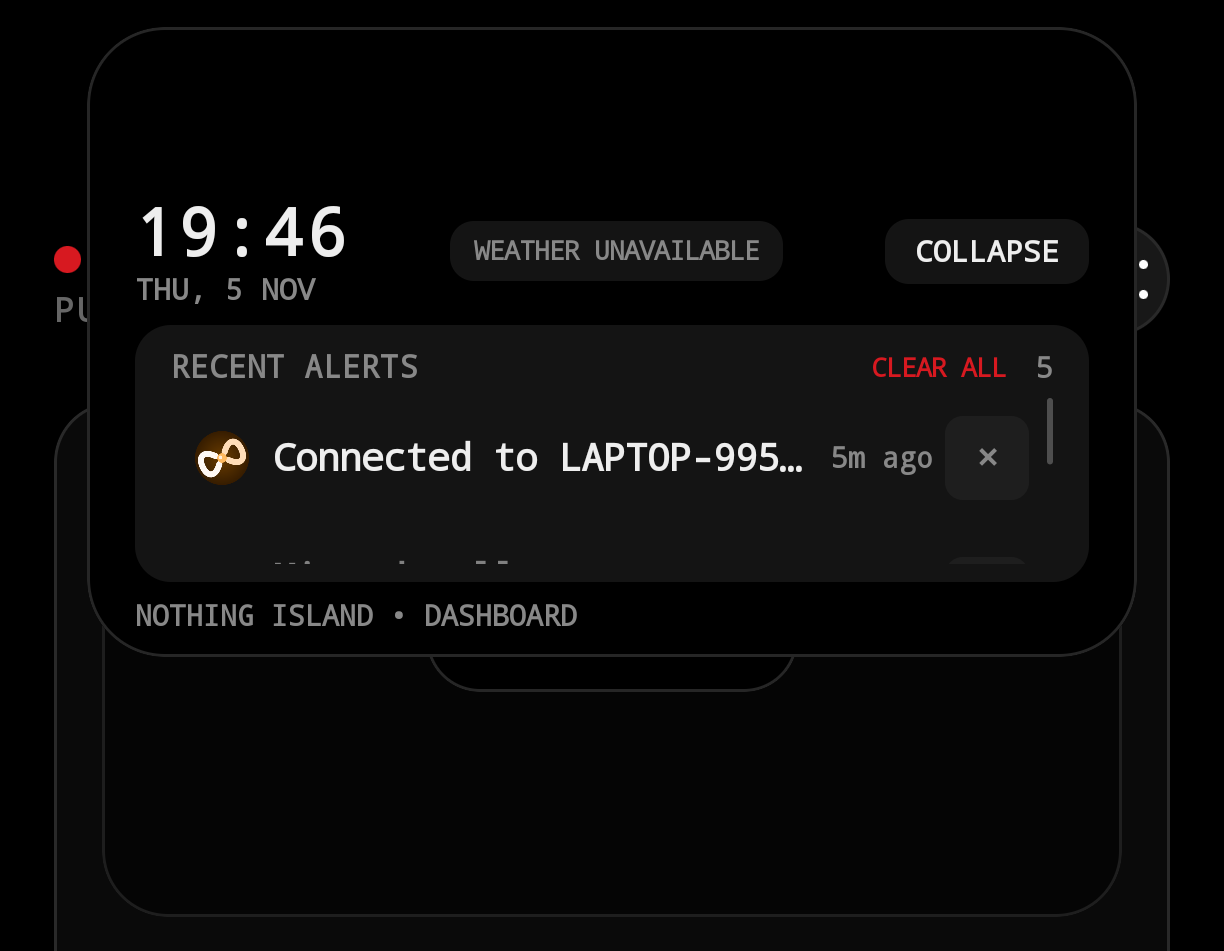 19:46
THU, 5 NOV
WEATHER UNAVAILABLE
COLLAPSE
RECENT ALERTS
CLEAR ALL 5
Connected to LAPTOP-995… 5m ago ×
NOTHING ISLAND • DASHBOARD